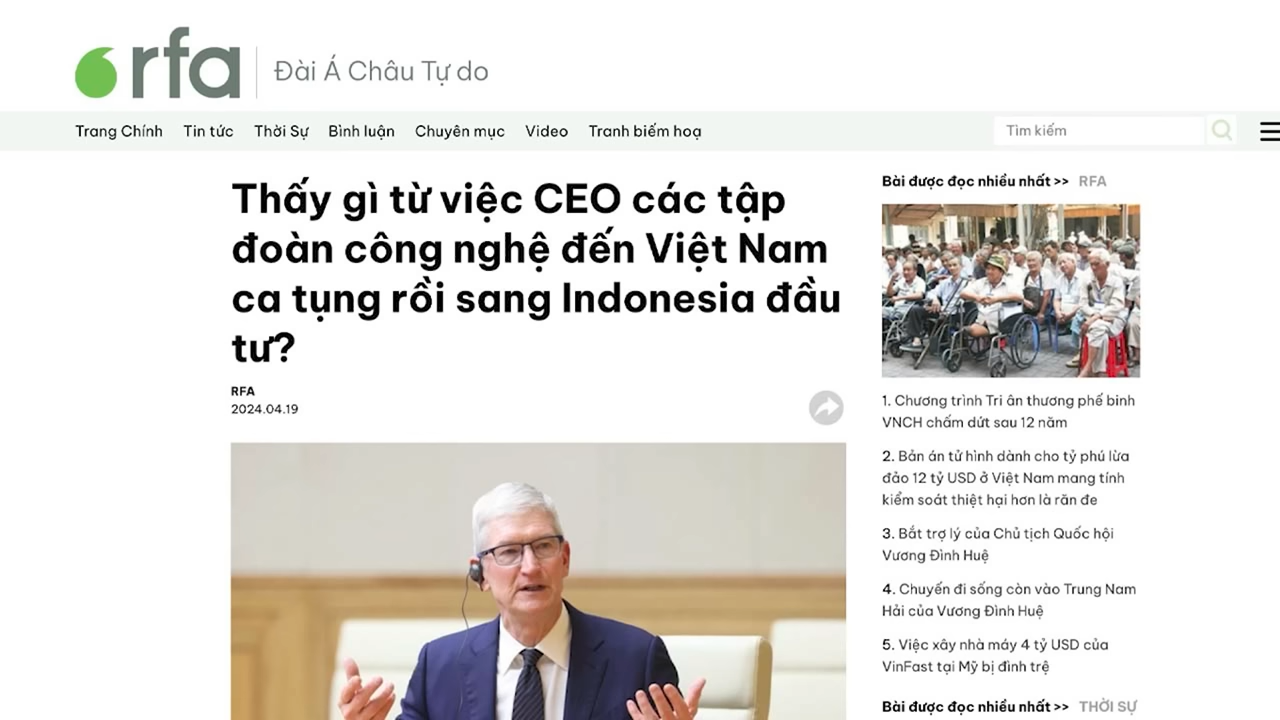 rfa Đài Á Châu Tự do
Trang Chính Tin tức Thời Sự Bình luận Chuyên mục Video Tranh biếm hoạ Tìm kiếm
Thấy gì từ việc CEO các tập
đoàn công nghệ đến Việt Nam
ca tụng rồi sang Indonesia đầu
tư?
RFA
2024.04.19
Bài được đọc nhiều nhất >> RFA
1. Chương trình Tri ân thương phế binh
VNCH chấm dứt sau 12 năm
2. Bản án tử hình dành cho tỷ phú lừa
đảo 12 tỷ USD ở Việt Nam mang tính
kiểm soát thiệt hại hơn là răn đe
3. Bắt trợ lý của Chủ tịch Quốc hội
Vương Đình Huệ
4. Chuyến đi sống còn vào Trung Nam
Hải của Vương Đình Huệ
5. Việc xây nhà máy 4 tỷ USD của
VinFast tại Mỹ bị đình trệ
Bài được đọc nhiều nhất >> THỜI SỰ